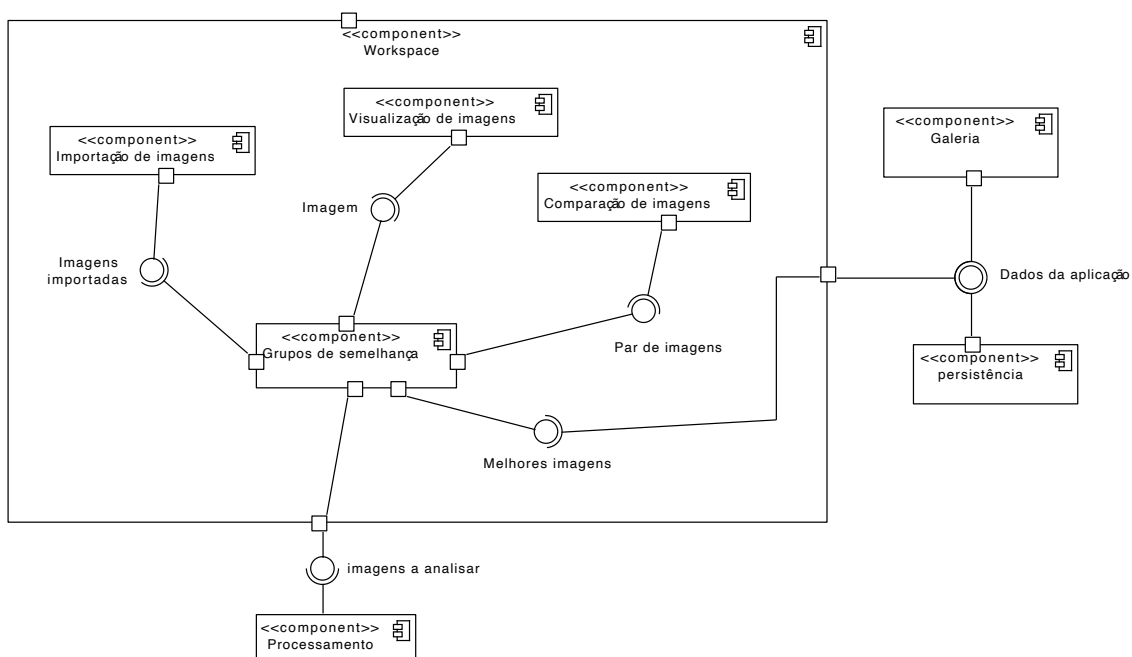 <<component>>
Workspace
<<component>>
Visualização de imagens
<<component>>
Importação de imagens
<<component>>
Galeria
<<component>>
Comparação de imagens
Imagem
Imagens
importadas
Dados da aplicação
<<component>>
Grupos de semelhança
Par de imagens
<<component>>
persistência
Melhores imagens
imagens a analisar
<<component>>
Processamento